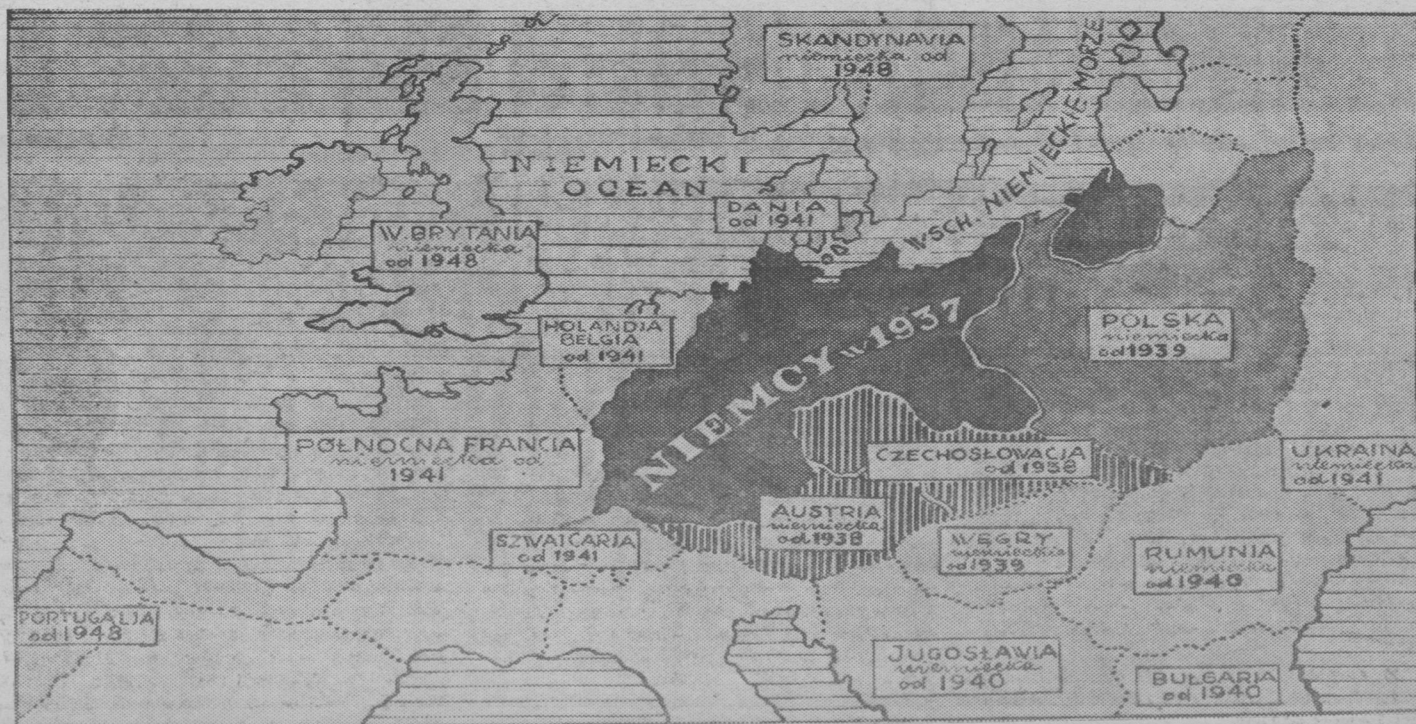 SKANDYNAVIA
niemiecka od
1948
WSCH. NIEMIECKIE MORZE
NIEMIECKI
OCEAN
DANIA
od 1941
W. BRYTANIA
niemiecka
od 1948
HOLANDJA
BELGIA
od 1941
NIEMCY w 1937
POLSKA
niemiecka
od 1939
PÓŁNOCNA FRANCJA
niemiecka od
1941
CZECHOSŁOWACJA
od 1938
UKRAINA
niemiecka
od 1941
SZWAJCARJA
od 1941
AUSTRIA
niemiecka
od 1938
WĘGRY
niemieckie
od 1939
RUMUNIA
niemiecka
od 1940
PORTUGALJA
od 1948
JUGOSŁAWIA
niemiecka
od 1940
BUŁGARIA
od 1940